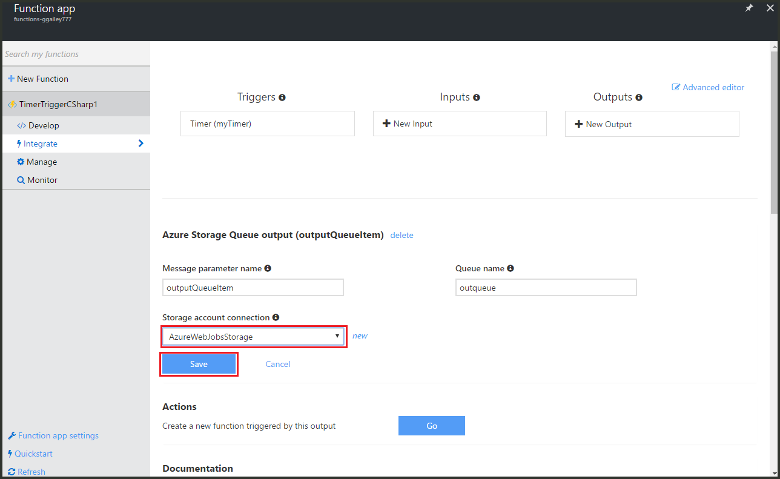 Function app
functions-ggailey777
Search my functions
New Function
TimerTriggerCSharp1
Develop
Integrate
Manage
Monitor
Function app settings
Quickstart
Refresh
Advanced editor
Triggers
Inputs
Outputs
Timer (myTimer)
New Input
New Output
Azure Storage Queue output (outputQueueItem) delete
Message parameter name
Queue name
outputQueueItem
outqueue
Storage account connection
AzureWebJobsStorage
new
Save
Cancel
Actions
Create a new function triggered by this output
Go
Documentation